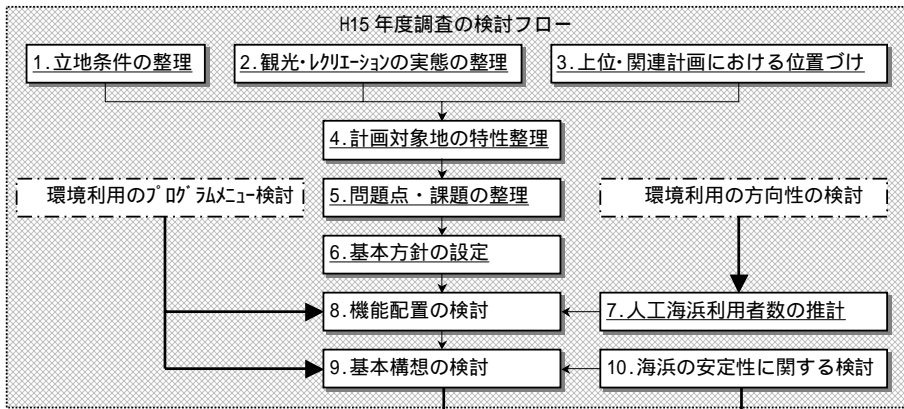 H15年度調査の検討フロー
1.立地条件の整理
2.観光・ﾚｸﾘｴｰｼｮﾝの実態の整理
3.上位・関連計画における位置づけ
4.計画対象地の特性整理
環境利用のﾌﾟﾛｸﾞﾗﾑﾒﾆｭｰ検討
5.問題点・課題の整理
環境利用の方向性の検討
6.基本方針の設定
8.機能配置の検討
7.人工海浜利用者数の推計
9.基本構想の検討
10.海浜の安定性に関する検討